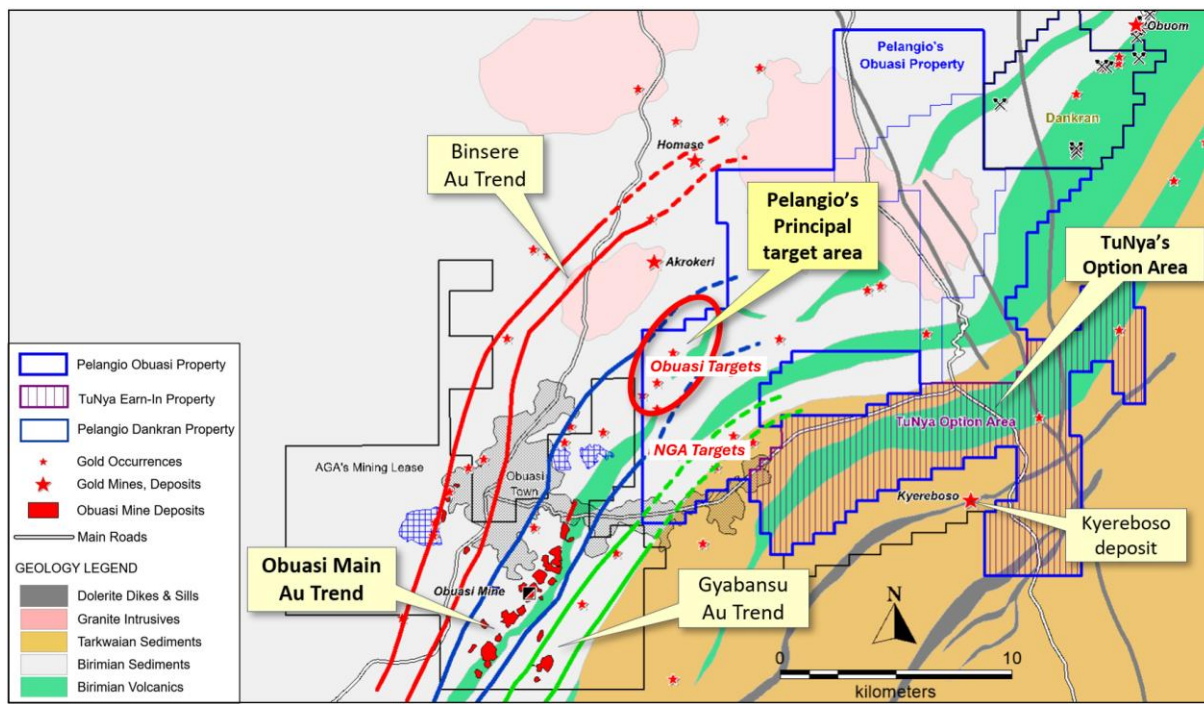 Obuom
Pelangio's
Obuasi Property
Dankran
Homase
Binsere
Au Trend
Pelangio's
Principal
target area
TuNya's
Option Area
Akrokeri
Obuasi Targets
Pelangio Obuasi Property
TuNya Earn-In Property
Pelangio Dankran Property
Gold Occurrences
Gold Mines, Deposits
Obuasi Mine Deposits
Main Roads
GEOLOGY LEGEND
Dolerite Dikes & Sills
Granite Intrusives
Tarkwaian Sediments
Birimian Sediments
Birimian Volcanics
TuNya Option Area
NGA Targets
AGA's Mining Lease
Obuasi
Town
Kyereboso
Kyereboso
deposit
Obuasi Main
Au Trend
Obuasi Mine
Gyabansu
Au Trend
N
0
10
kilometers